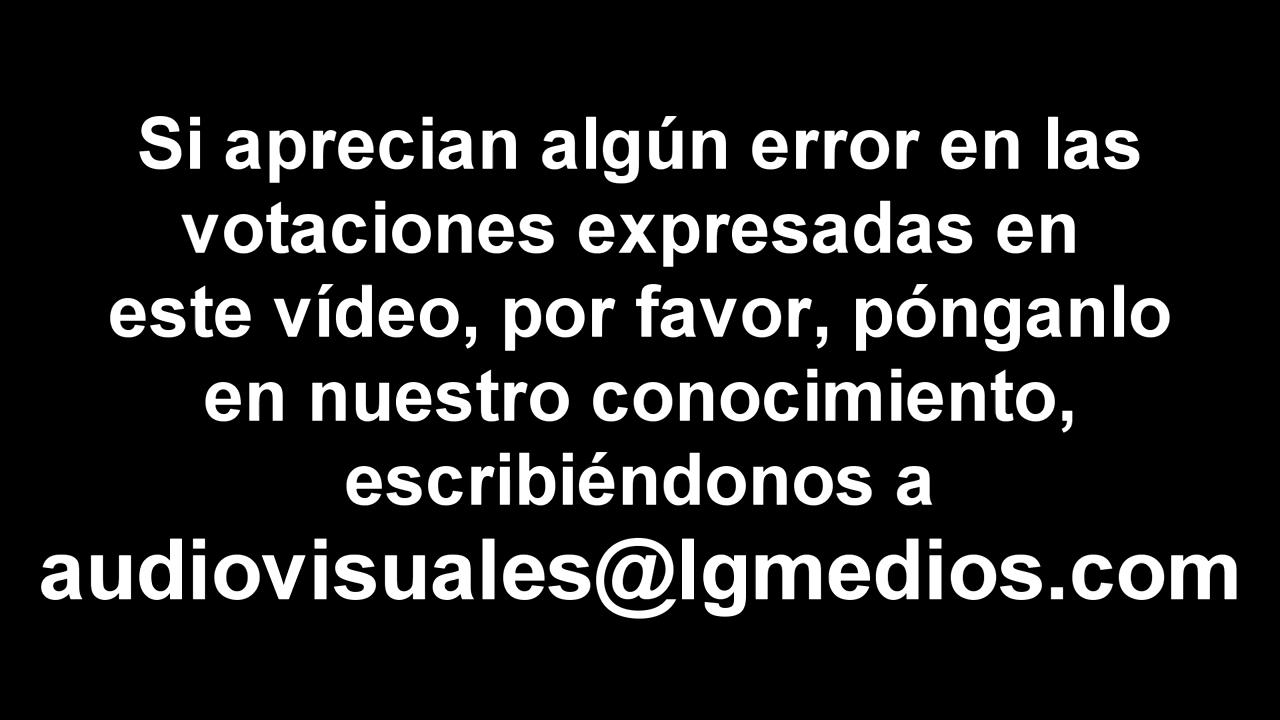 Si aprecian algún error en las
votaciones expresadas en
este vídeo, por favor, pónganlo
en nuestro conocimiento,
escribiéndonos a
audiovisuales@lgmedios.com